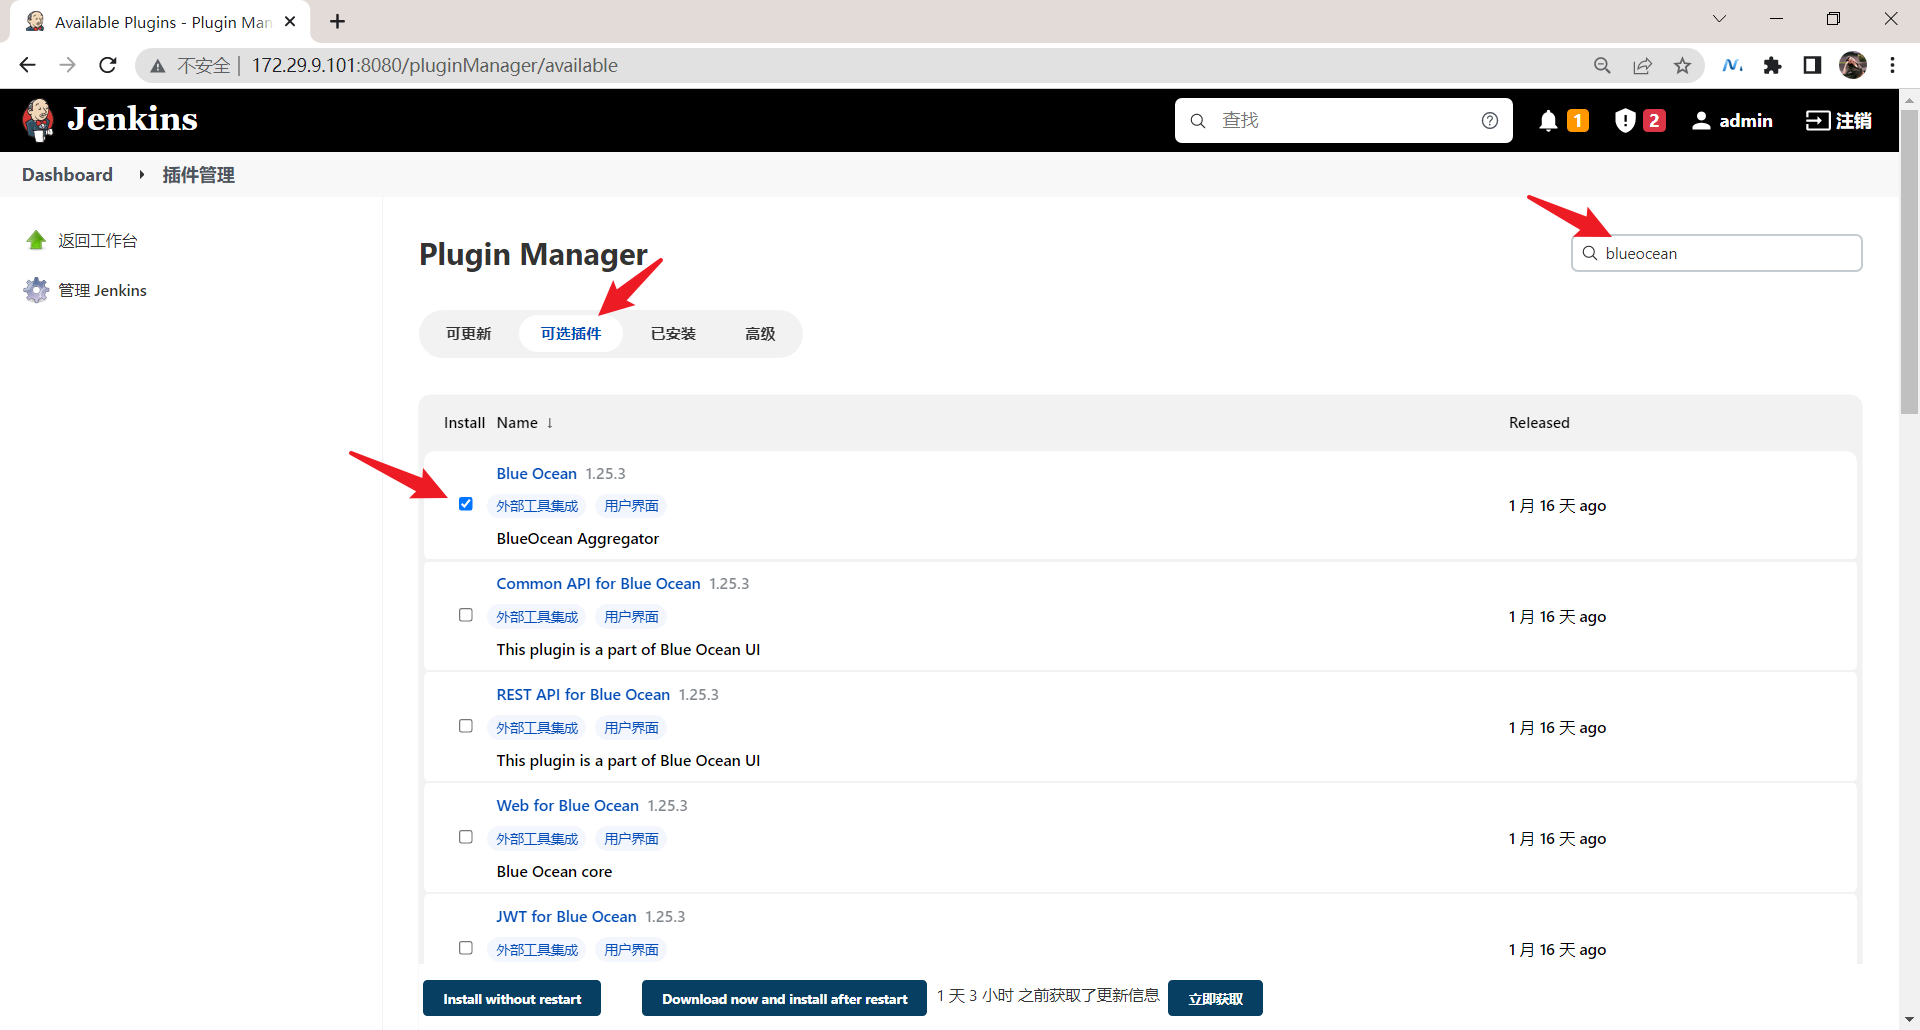 Available Plugins - Plugin Man
不安全 | 172.29.9.101:8080/pluginManager/available
Jenkins
查找
1
2
admin
注销
Dashboard
插件管理
返回工作台
管理 Jenkins
Plugin Manager
blueocean
可更新
可选插件
已安装
高级
Install Name ↓ Released
Blue Ocean 1.25.3
外部工具集成 用户界面
1 月 16 天 ago
BlueOcean Aggregator
Common API for Blue Ocean 1.25.3
外部工具集成 用户界面
1 月 16 天 ago
This plugin is a part of Blue Ocean UI
REST API for Blue Ocean 1.25.3
外部工具集成 用户界面
1 月 16 天 ago
This plugin is a part of Blue Ocean UI
Web for Blue Ocean 1.25.3
外部工具集成 用户界面
1 月 16 天 ago
Blue Ocean core
JWT for Blue Ocean 1.25.3
外部工具集成 用户界面
1 月 16 天 ago
Install without restart
Download now and install after restart
1 天 3 小时 之前获取了更新信息
立即获取